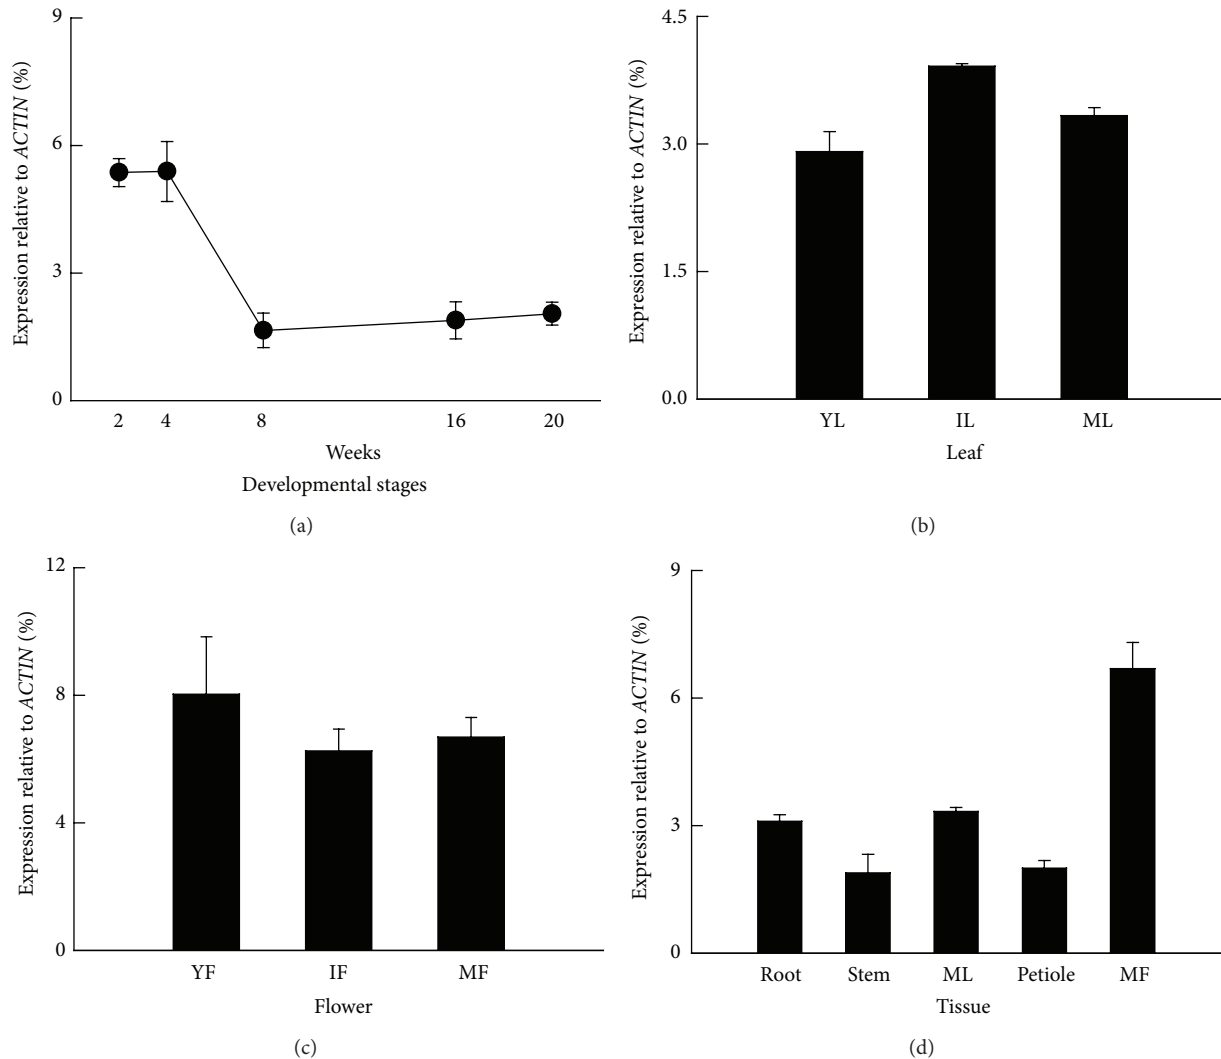 Expression relative to ACTIN (%)
9
6
3
0
2 4 8 16 20
Weeks
Developmental stages
(a)
Expression relative to ACTIN (%)
4.5
3.0
1.5
0.0
YL IL ML
Leaf
(b)
Expression relative to ACTIN (%)
12
8
4
0
YF IF MF
Flower
(c)
Expression relative to ACTIN (%)
9
6
3
0
Root Stem ML Petiole MF
Tissue
(d)